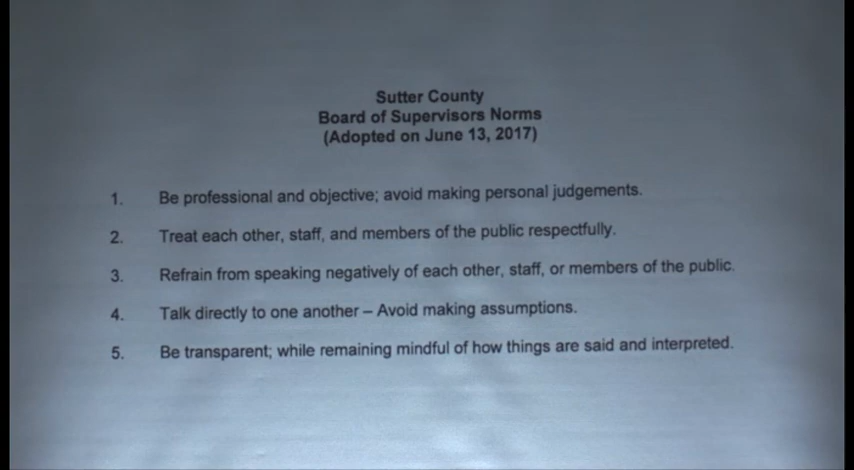 Sutter County
Board of Supervisors Norms
(Adopted on June 13, 2017)
1. Be professional and objective; avoid making personal judgements.
2. Treat each other, staff, and members of the public respectfully.
3. Refrain from speaking negatively of each other, staff, or members of the public.
4. Talk directly to one another – Avoid making assumptions.
5. Be transparent; while remaining mindful of how things are said and interpreted.